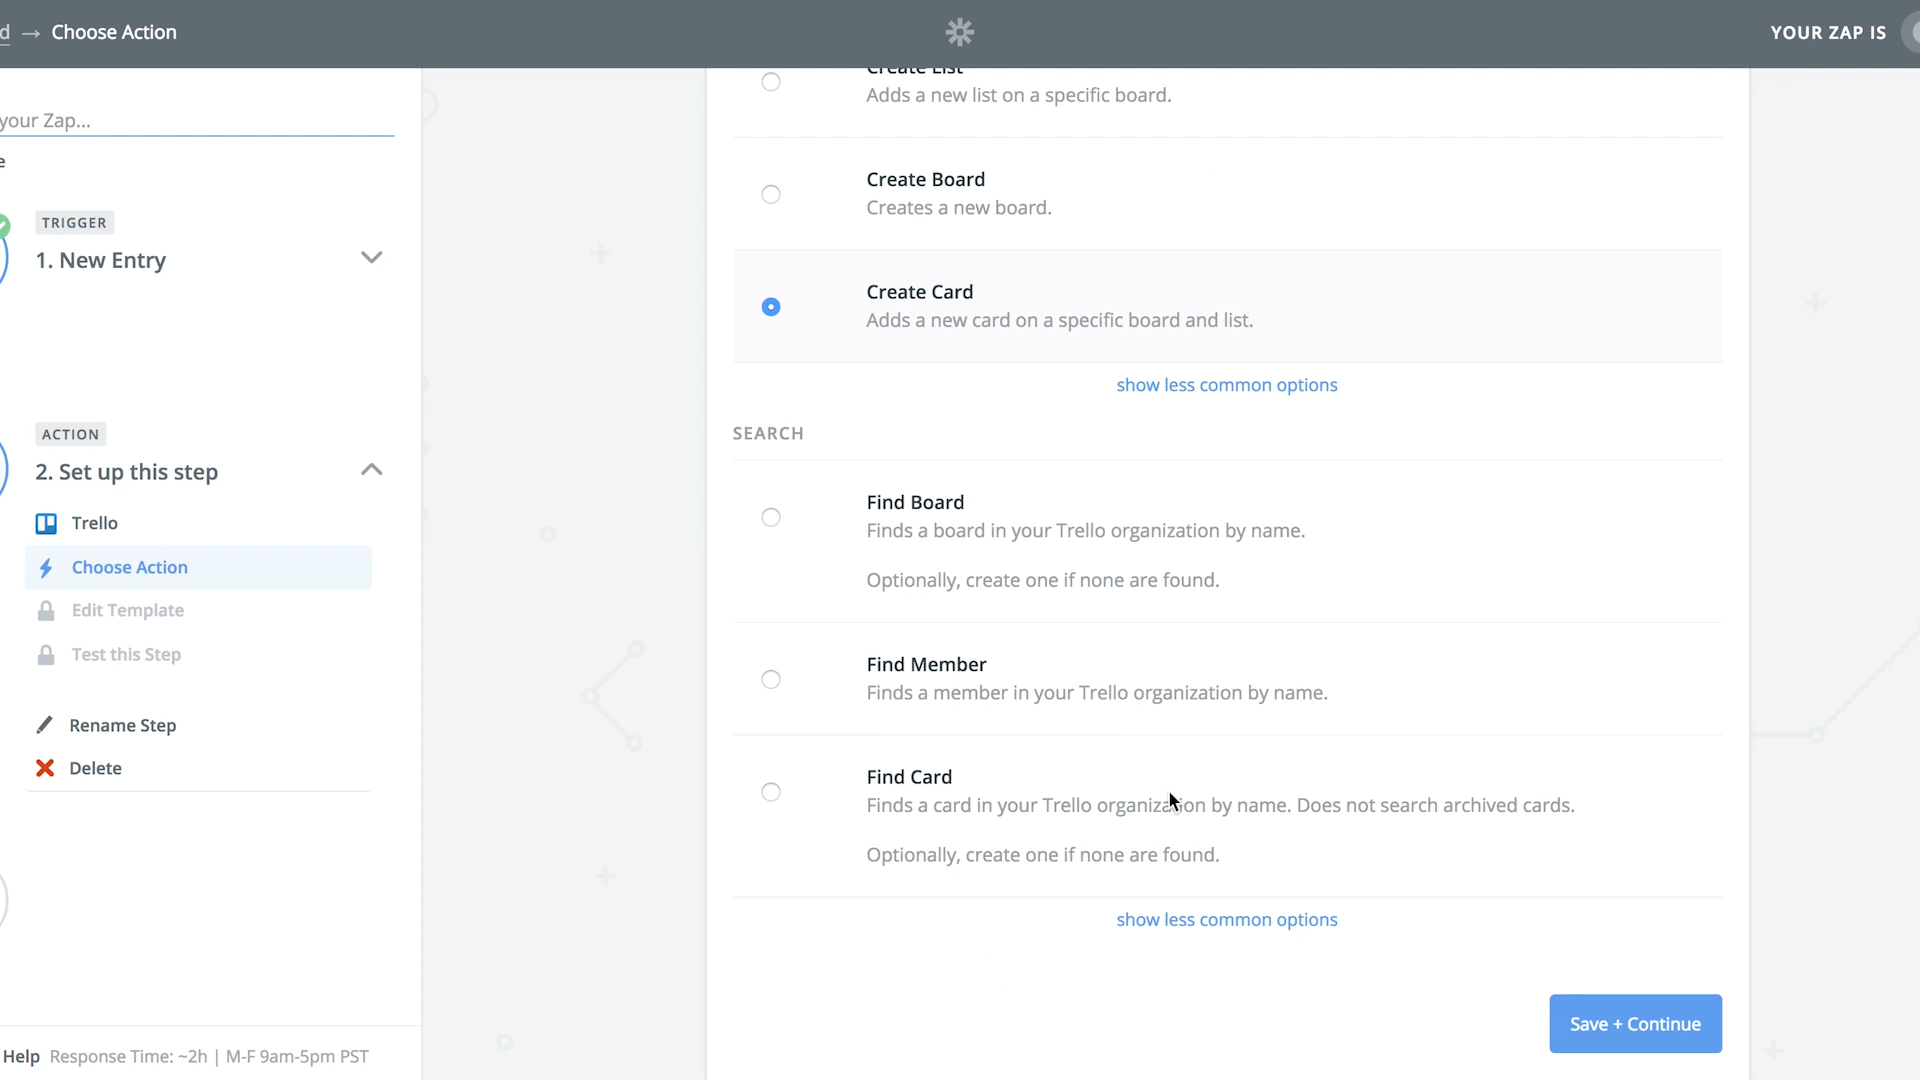 d → Choose Action
YOUR ZAP IS
your Zap...
e
TRIGGER
1. New Entry
ACTION
2. Set up this step
Trello
Choose Action
Edit Template
Test this Step
Rename Step
Delete
Help Response Time: ~2h | M-F 9am-5pm PST
Create List
Adds a new list on a specific board.
Create Board
Creates a new board.
Create Card
Adds a new card on a specific board and list.
show less common options
SEARCH
Find Board
Finds a board in your Trello organization by name.
Optionally, create one if none are found.
Find Member
Finds a member in your Trello organization by name.
Find Card
Finds a card in your Trello organization by name. Does not search archived cards.
Optionally, create one if none are found.
show less common options
Save + Continue